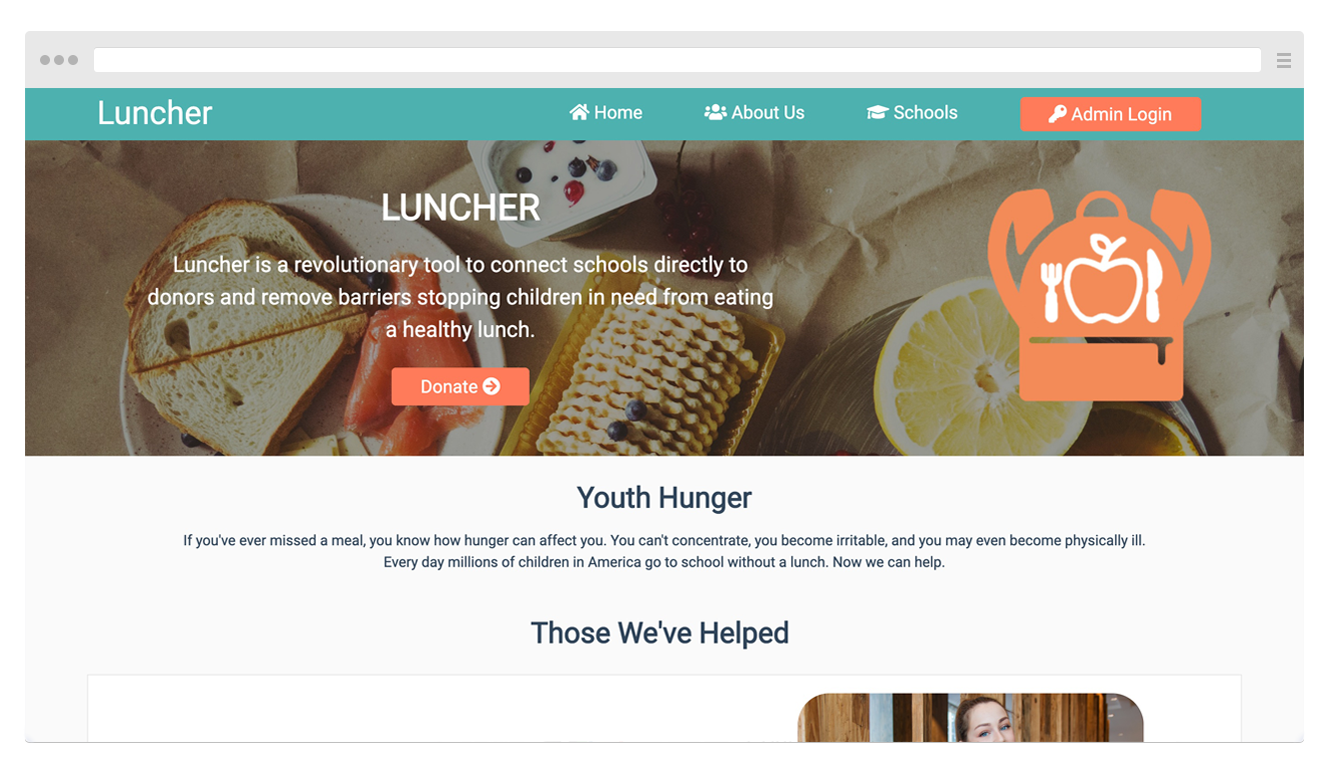 Luncher
Home
About Us
Schools
Admin Login
LUNCHER
Luncher is a revolutionary tool to connect schools directly to
donors and remove barriers stopping children in need from eating
a healthy lunch.
Donate
Youth Hunger
If you've ever missed a meal, you know how hunger can affect you. You can't concentrate, you become irritable, and you may even become physically ill.
Every day millions of children in America go to school without a lunch. Now we can help.
Those We've Helped